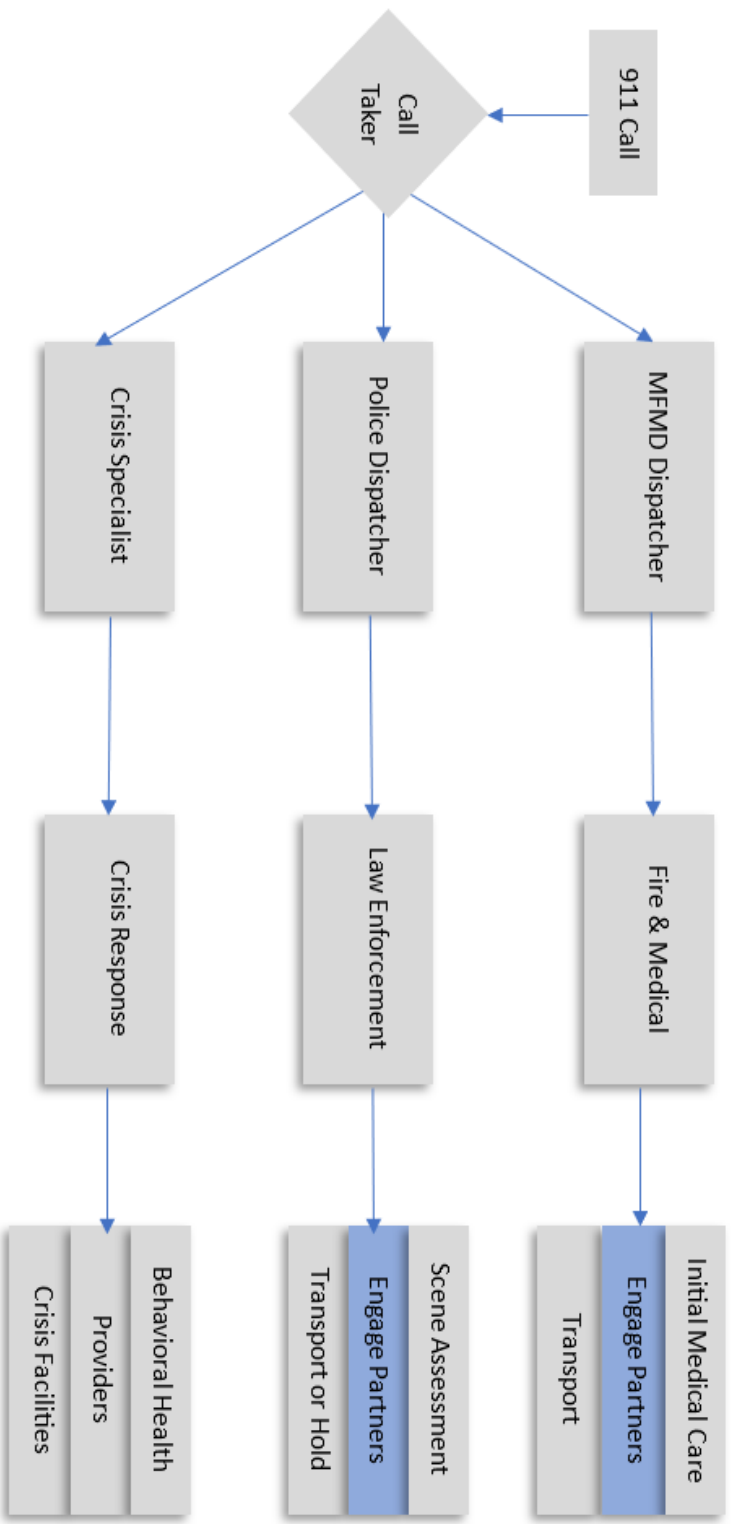 911 Call
Call
Taker
MFMD Dispatcher
Fire & Medical
Initial Medical Care
Engage Partners
Transport
Police Dispatcher
Law Enforcement
Scene Assessment
Engage Partners
Transport or Hold
Crisis Specialist
Crisis Response
Behavioral Health
Providers
Crisis Facilities